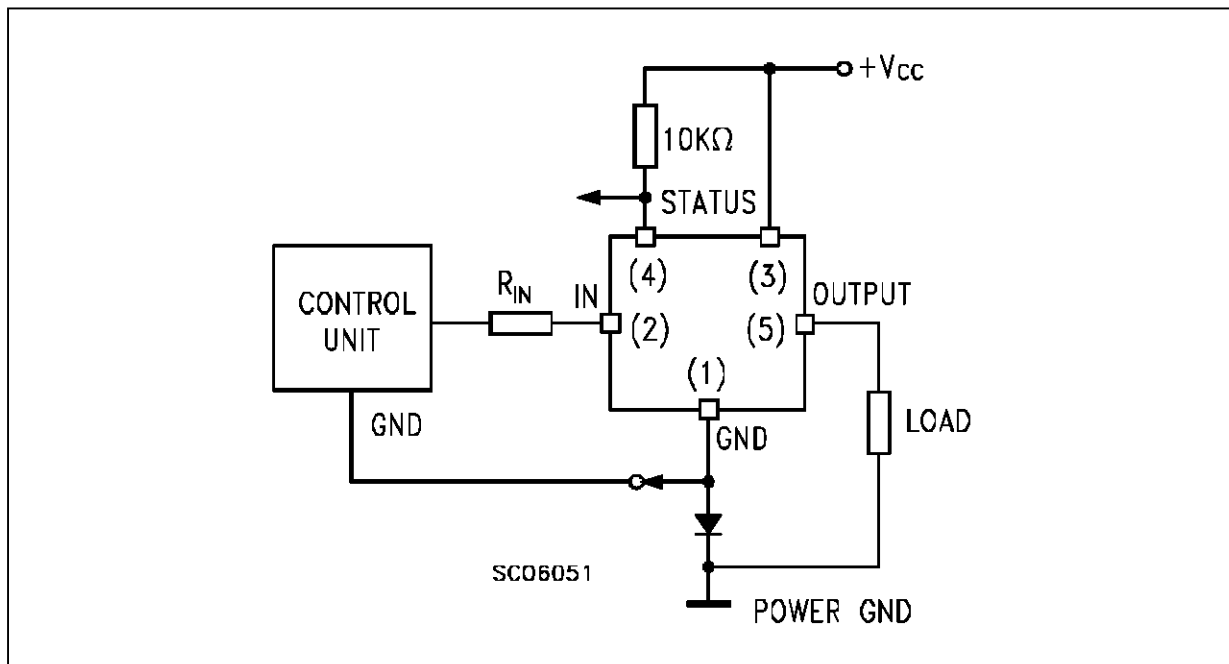 +VCC
10KΩ
STATUS
(4) (3)
RIN IN OUTPUT
CONTROL
UNIT
(2) (5)
(1)
GND GND
LOAD
SC06051
POWER GND